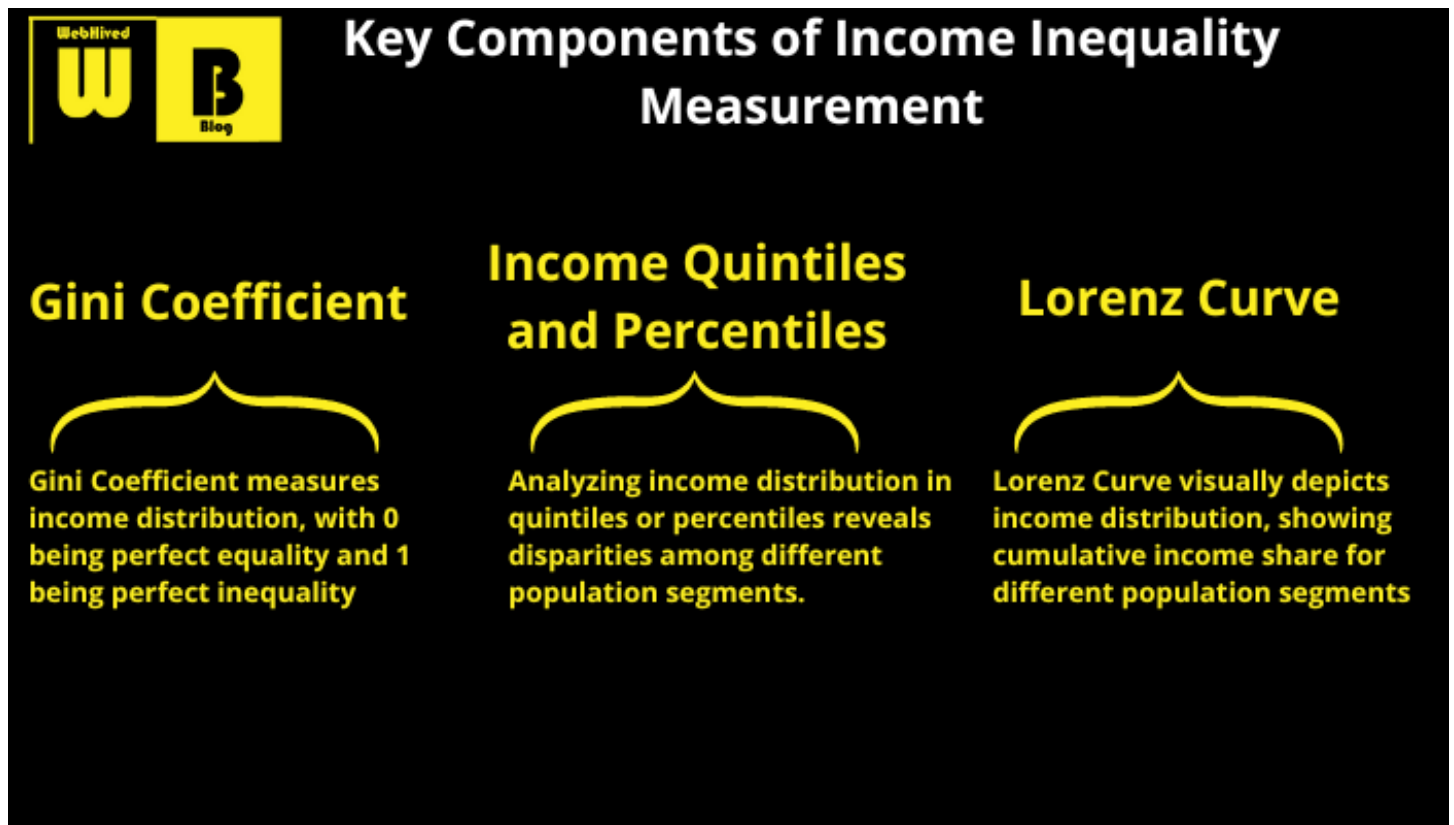 WebHived
W
B
Blog
Key Components of Income Inequality
Measurement
Gini Coefficient
Income Quintiles
and Percentiles
Lorenz Curve
Gini Coefficient measures
income distribution, with 0
being perfect equality and 1
being perfect inequality
Analyzing income distribution in
quintiles or percentiles reveals
disparities among different
population segments.
Lorenz Curve visually depicts
income distribution, showing
cumulative income share for
different population segments